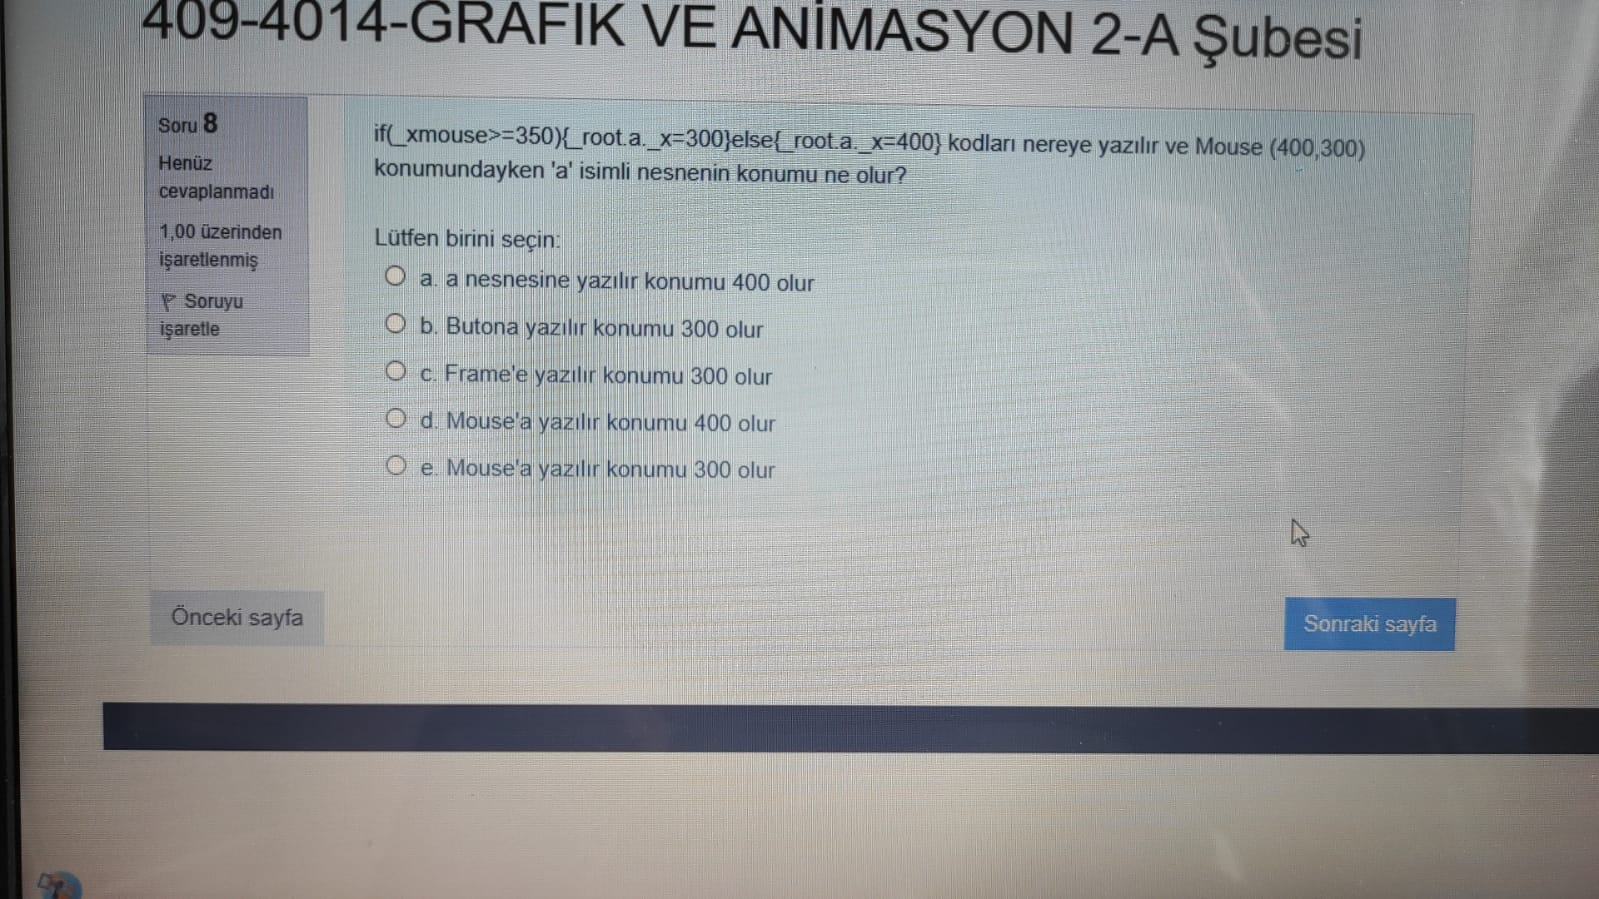 409-4014-GRAFİK VE ANİMASYON 2-A Şubesi
Soru 8
Henüz
cevaplanmadı
1,00 üzerinden
işaretlenmiş
Soruyu
işaretle
if(_xmouse>=350){_root.a._x=300}else{_root.a._x=400} kodları nereye yazılır ve Mouse (400,300)
konumundayken 'a' isimli nesnenin konumu ne olur?
Lütfen birini seçin:
a. a nesnesine yazılır konumu 400 olur
b. Butona yazılır konumu 300 olur
c. Frame'e yazılır konumu 300 olur
d. Mouse'a yazılır konumu 400 olur
e. Mouse'a yazılır konumu 300 olur
Önceki sayfa
Sonraki sayfa